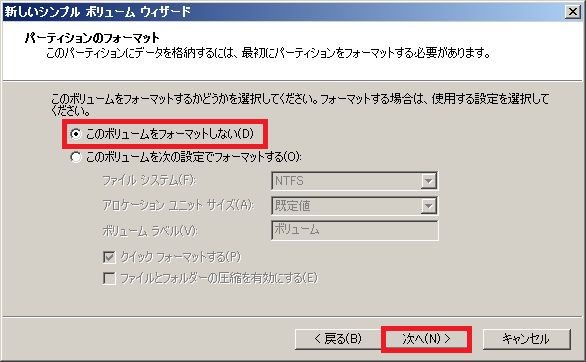 新しいシンプル ボリューム ウィザード
パーティションのフォーマット
このパーティションにデータを格納するには、最初にパーティションをフォーマットする必要があります。
このボリュームをフォーマットするかどうかを選択してください。フォーマットする場合は、使用する設定を選択して
ください。
このボリュームをフォーマットしない(D)
このボリュームを次の設定でフォーマットする(O):
ファイル システム(F): NTFS
アロケーション ユニット サイズ(A): 既定値
ボリューム ラベル(V): ボリューム
クイック フォーマットする(P)
ファイルとフォルダーの圧縮を有効にする(E)
< 戻る(B) 次へ(N) > キャンセル